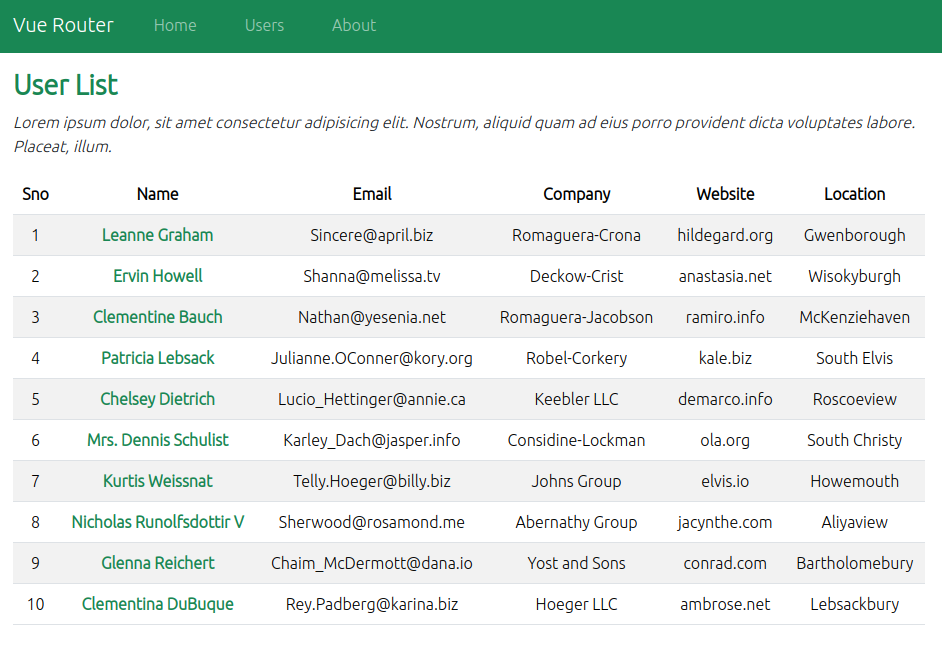 Vue Router Home Users About
User List
Lorem ipsum dolor, sit amet consectetur adipisicing elit. Nostrum, aliquid quam ad eius porro provident dicta voluptates labore.
Placeat, illum.
Sno Name Email Company Website Location
1 Leanne Graham Sincere@april.biz Romaguera-Crona hildegard.org Gwenborough
2 Ervin Howell Shanna@melissa.tv Deckow-Crist anastasia.net Wisokyburgh
3 Clementine Bauch Nathan@yesenia.net Romaguera-Jacobson ramiro.info McKenziehaven
4 Patricia Lebsack Julianne.OConner@kory.org Robel-Corkery kale.biz South Elvis
5 Chelsey Dietrich Lucio_Hettinger@annie.ca Keebler LLC demarco.info Roscoeview
6 Mrs. Dennis Schulist Karley_Dach@jasper.info Considine-Lockman ola.org South Christy
7 Kurtis Weissnat Telly.Hoeger@billy.biz Johns Group elvis.io Howemouth
8 Nicholas Runolfsdottir V Sherwood@rosamond.me Abernathy Group jacynthe.com Aliyaview
9 Glenna Reichert Chaim_McDermott@dana.io Yost and Sons conrad.com Bartholomebury
10 Clementina DuBuque Rey.Padberg@karina.biz Hoeger LLC ambrose.net Lebsackbury